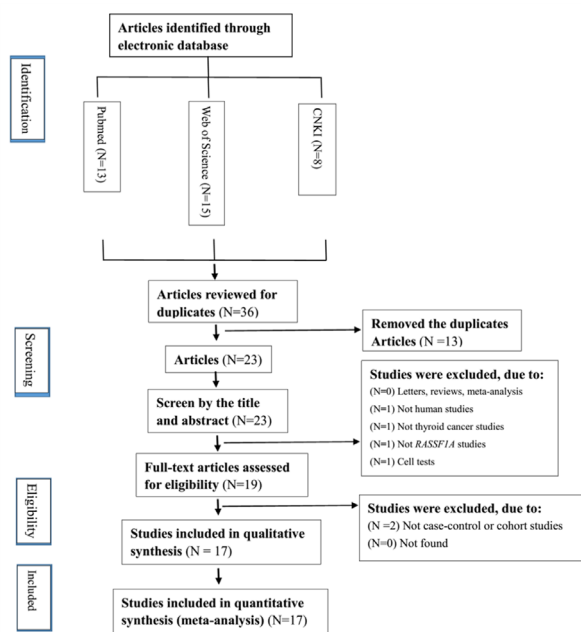 Articles identified through
electronic database
Identification
Pubmed (N=13)
Web of Science (N=15)
CNKI (N=8)
Articles reviewed for
duplicates (N=36)
Removed the duplicates
Articles (N =13)
Screening
Articles (N=23)
Screen by the title
and abstract (N=23)
Studies were excluded, due to:
(N=0) Letters, reviews, meta-analysis
(N=1) Not human studies
(N=1) Not thyroid cancer studies
(N=1) Not RASSF1A studies
(N=1) Cell tests
Full-text articles assessed
for eligibility (N=19)
Eligibility
Studies were excluded, due to:
(N =2) Not case-control or cohort studies
(N=0) Not found
Studies included in qualitative
synthesis (N = 17)
Included
Studies included in quantitative
synthesis (meta-analysis) (N=17)